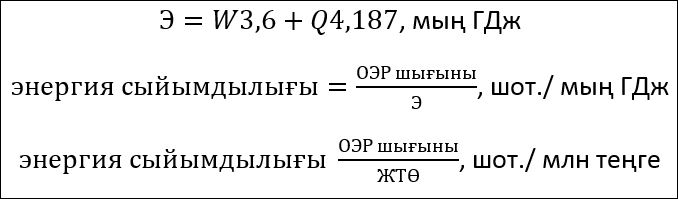 Э = W3,6 + Q4,187, мың ГДж
энергия сыйымдылығы = ОЭР шығыны / Э, шот./ мың ГДж
энергия сыйымдылығы ОЭР шығыны / ЖТӨ, шот./ млн теңге